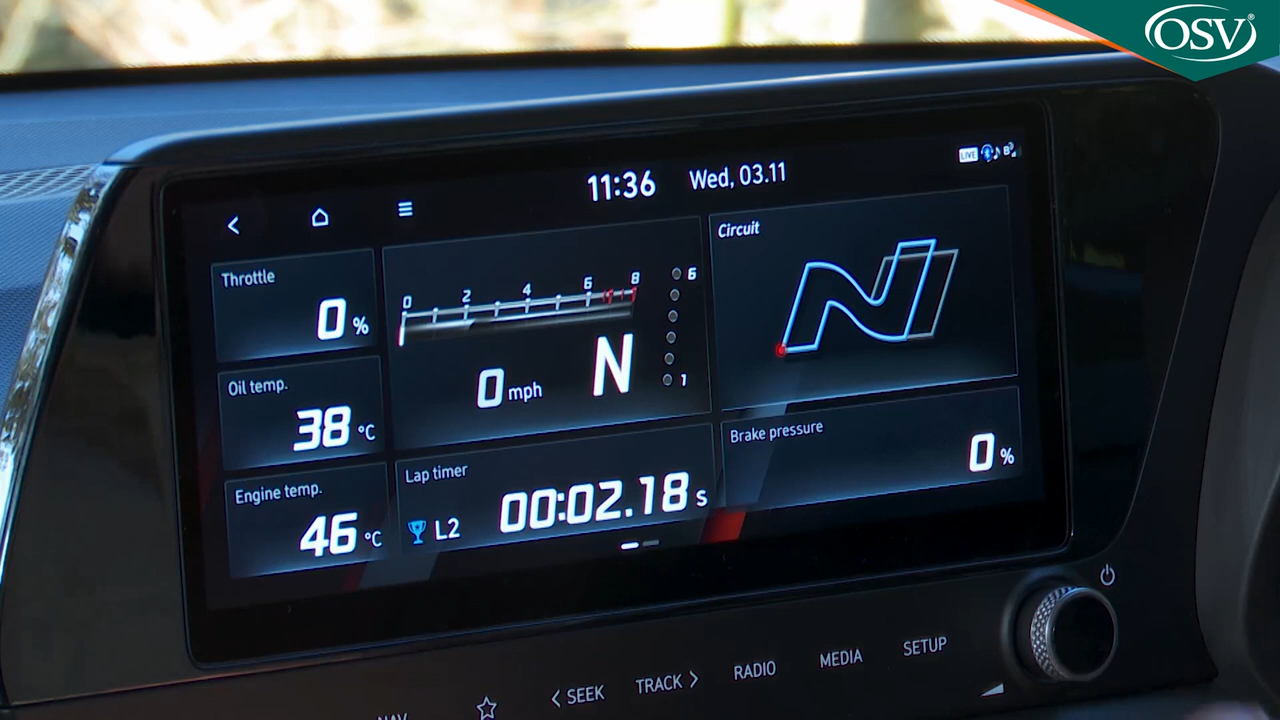 OSV®
11:36 Wed, 03.11
LIVE
Throttle
0 %
Oil temp.
38 °C
Engine temp.
46 °C
0 2 4 6 8
6
1
0 mph N
Lap timer
L2 00:02.18 s
Circuit
Brake pressure
0 %
NAV
< SEEK
TRACK >
RADIO
MEDIA
SETUP